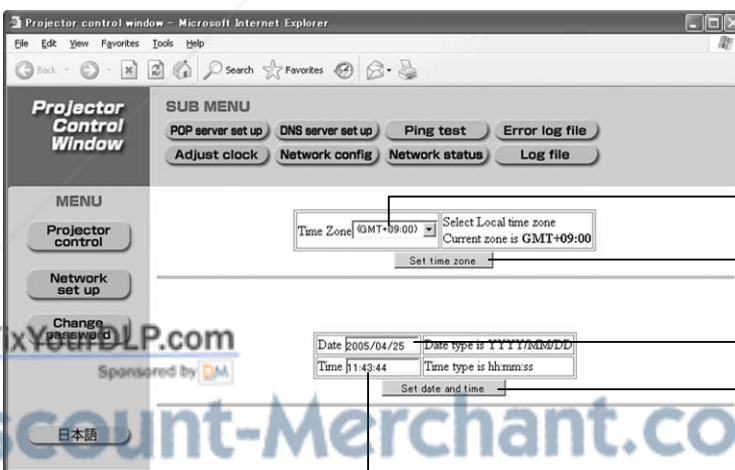 Projector control window - Microsoft Internet Explorer
File Edit View Favorites Tools Help
Back Search Favorites
Projector Control Window
SUB MENU
POP server set up DNS server set up Ping test Error log file
Adjust clock Network config Network status Log file
MENU
Projector control
Network set up
Change password
日本語
Time Zone (GMT+09:00) Select Local time zone
Current zone is GMT+09:00
Set time zone
Date 2005/04/25 Date type is YYYY/MM/DD
Time 11:43:44 Time type is hh:mm:ss
Set date and time
ixYourDLP.com
Sponsored by DM
scount-Merchant.co